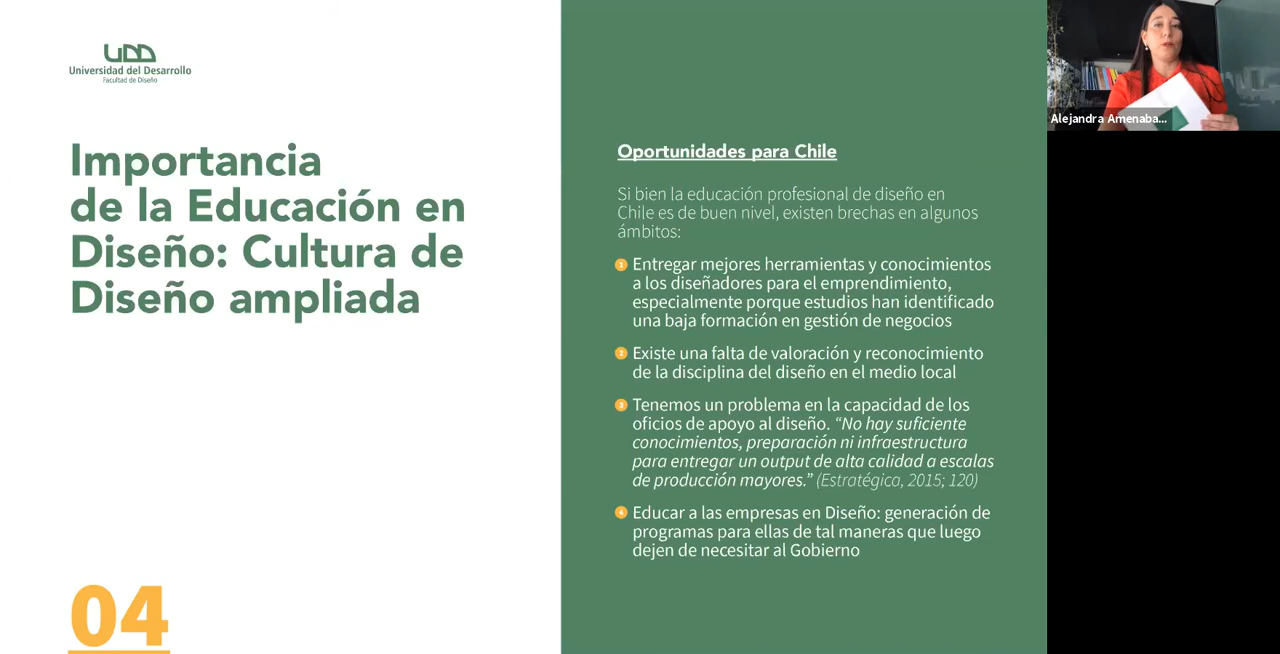 UDD
Universidad del Desarrollo
Facultad de Diseño
Importancia
de la Educación en
Diseño: Cultura de
Diseño ampliada
04
Oportunidades para Chile
Si bien la educación profesional de diseño en
Chile es de buen nivel, existen brechas en algunos
ámbitos:
1 Entregar mejores herramientas y conocimientos
a los diseñadores para el emprendimiento,
especialmente porque estudios han identificado
una baja formación en gestión de negocios
2 Existe una falta de valoración y reconocimiento
de la disciplina del diseño en el medio local
3 Tenemos un problema en la capacidad de los
oficios de apoyo al diseño. “No hay suficiente
conocimientos, preparación ni infraestructura
para entregar un output de alta calidad a escalas
de producción mayores.” (Estratégica, 2015; 120)
4 Educar a las empresas en Diseño: generación de
programas para ellas de tal maneras que luego
dejen de necesitar al Gobierno
Alejandra Amenaba...